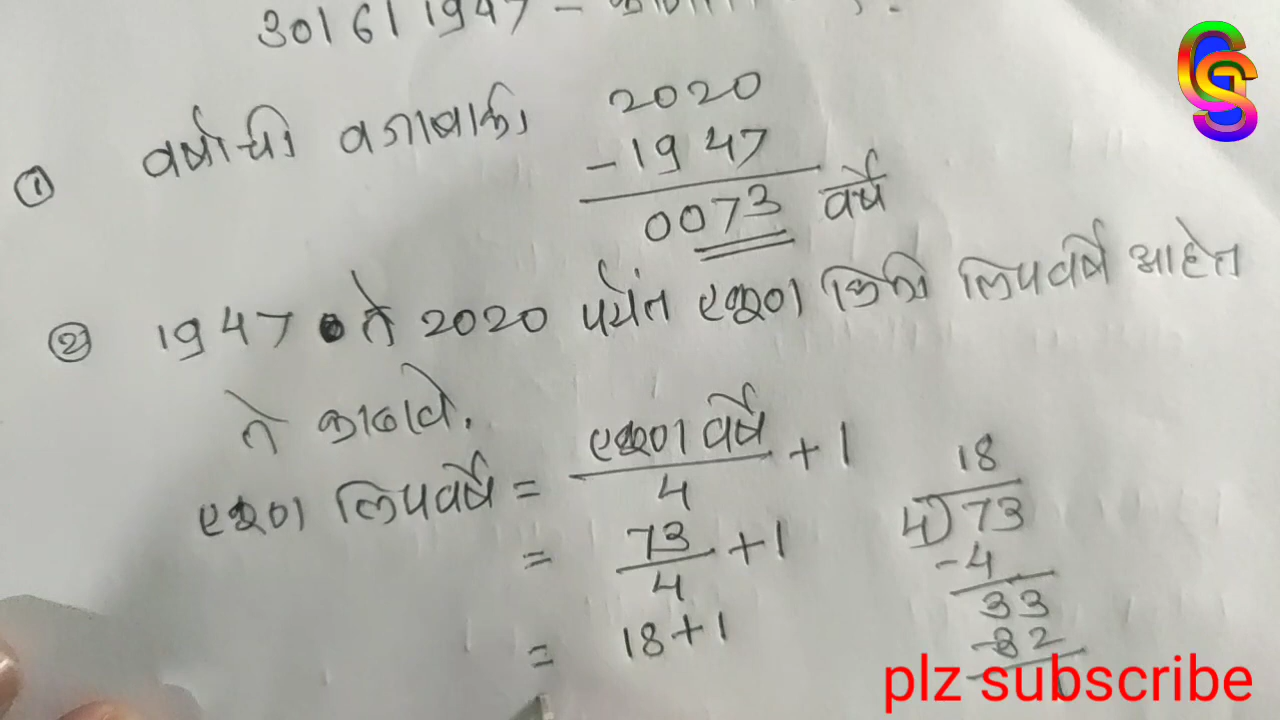 30/6/1947 -
① वर्षांची वजाबाकी 2020
- 1947
0073 वर्षे
② 1947 ते 2020 पर्यंत एकूण किती लिपवर्षे आहेत
ते काढावे.
एकूण लिपवर्षे = एकूण वर्षे / 4 + 1
= 73 / 4 + 1
= 18 + 1
18
4) 73
- 4
33
- 32
plz subscribe
GS